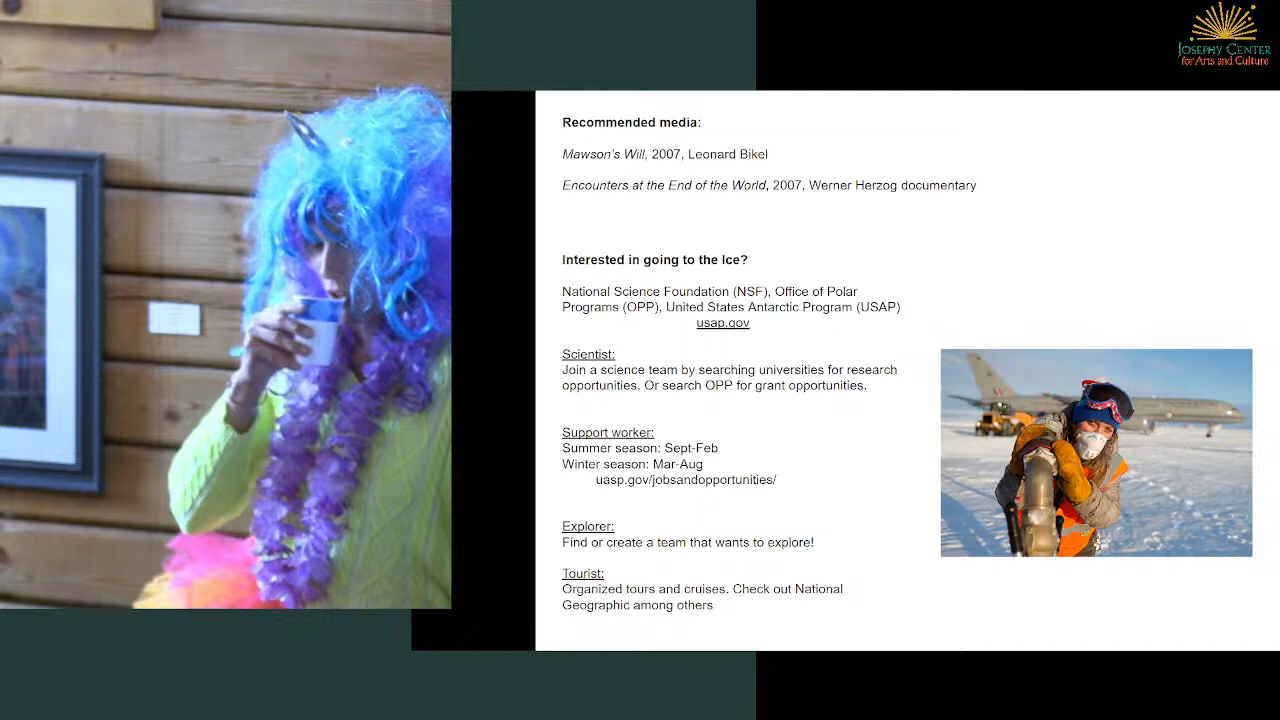 JOSEPHY CENTER
for Arts and Culture
Recommended media:
Mawson's Will, 2007, Leonard Bikel
Encounters at the End of the World, 2007, Werner Herzog documentary
Interested in going to the Ice?
National Science Foundation (NSF), Office of Polar
Programs (OPP), United States Antarctic Program (USAP)
usap.gov
Scientist:
Join a science team by searching universities for research
opportunities. Or search OPP for grant opportunities.
Support worker:
Summer season: Sept-Feb
Winter season: Mar-Aug
uasp.gov/jobsandopportunities/
Explorer:
Find or create a team that wants to explore!
Tourist:
Organized tours and cruises. Check out National
Geographic among others